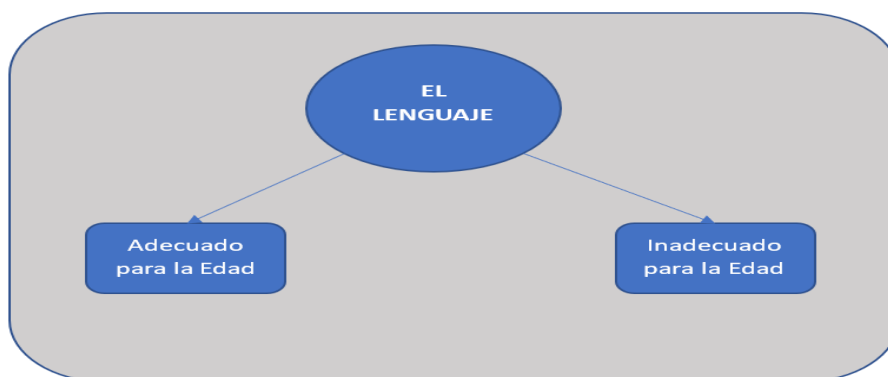 EL
LENGUAJE
Adecuado
para la Edad
Inadecuado
para la Edad